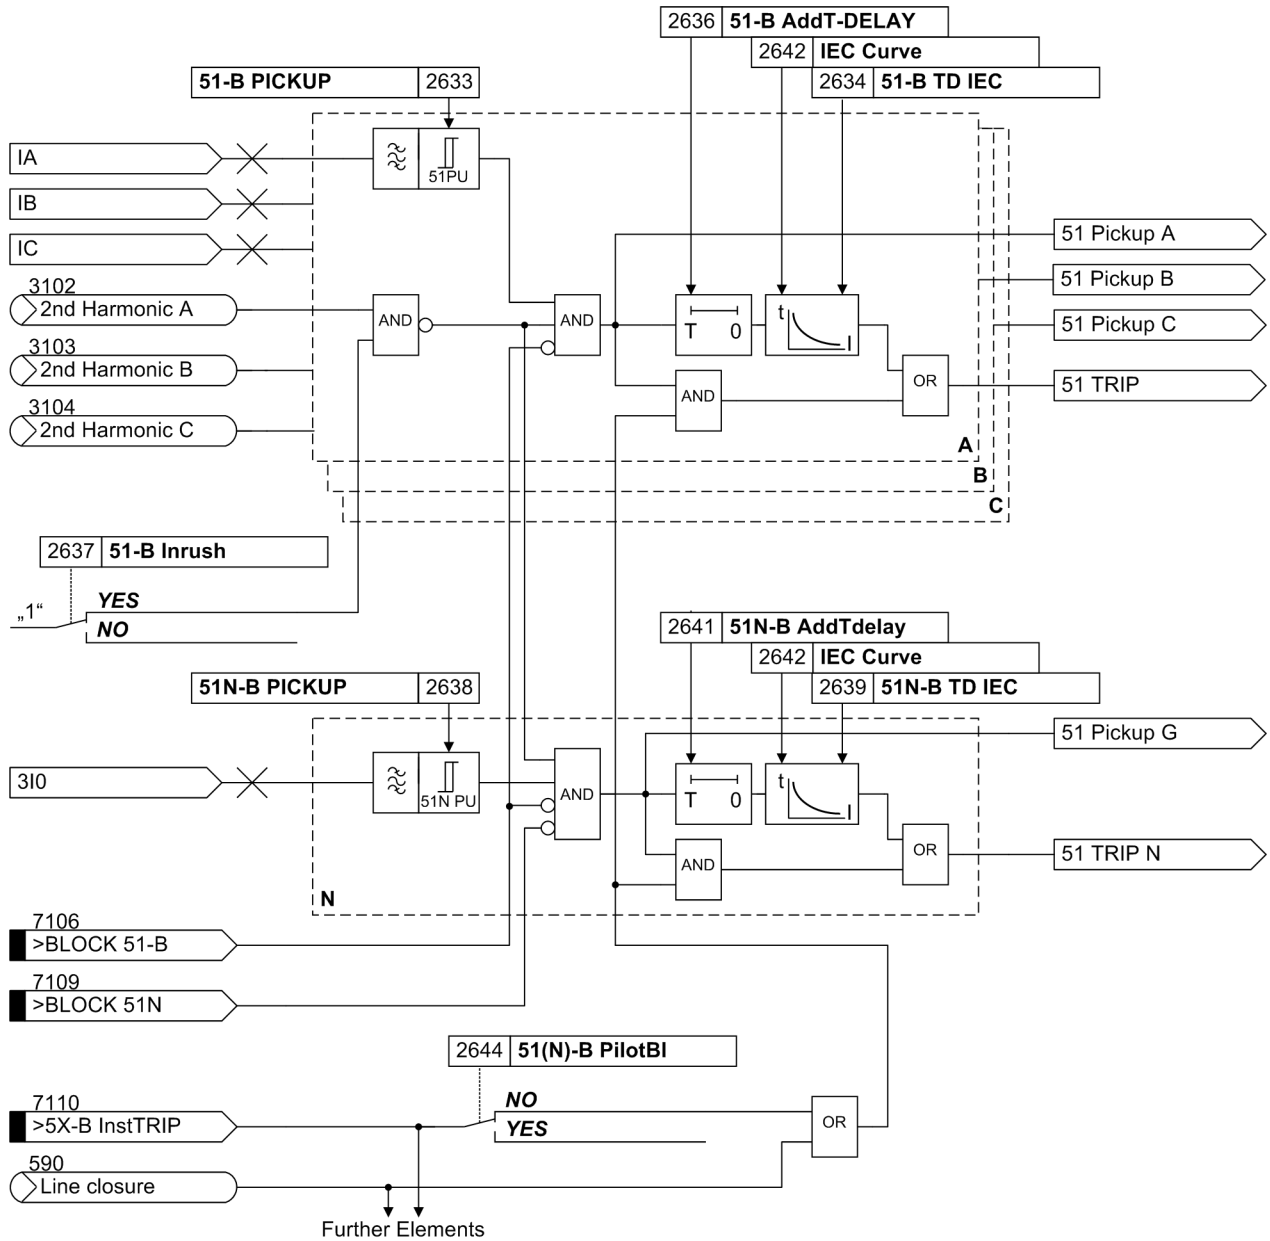 2636 51-B AddT-DELAY
2642 IEC Curve
51-B PICKUP 2633
2634 51-B TD IEC
IA
51PU
IB
IC
51 Pickup A
3102
2nd Harmonic A
AND
AND
t
T 0
I
51 Pickup B
51 Pickup C
3103
2nd Harmonic B
AND
OR
51 TRIP
3104
2nd Harmonic C
A
B
C
2637 51-B Inrush
„1“
YES
NO
2641 51N-B AddTdelay
2642 IEC Curve
51N-B PICKUP 2638
2639 51N-B TD IEC
51 Pickup G
3I0
51N PU
AND
t
T 0
I
AND
OR
51 TRIP N
N
7106
>BLOCK 51-B
7109
>BLOCK 51N
2644 51(N)-B PilotBI
7110
>5X-B InstTRIP
NO
YES
OR
590
Line closure
Further Elements